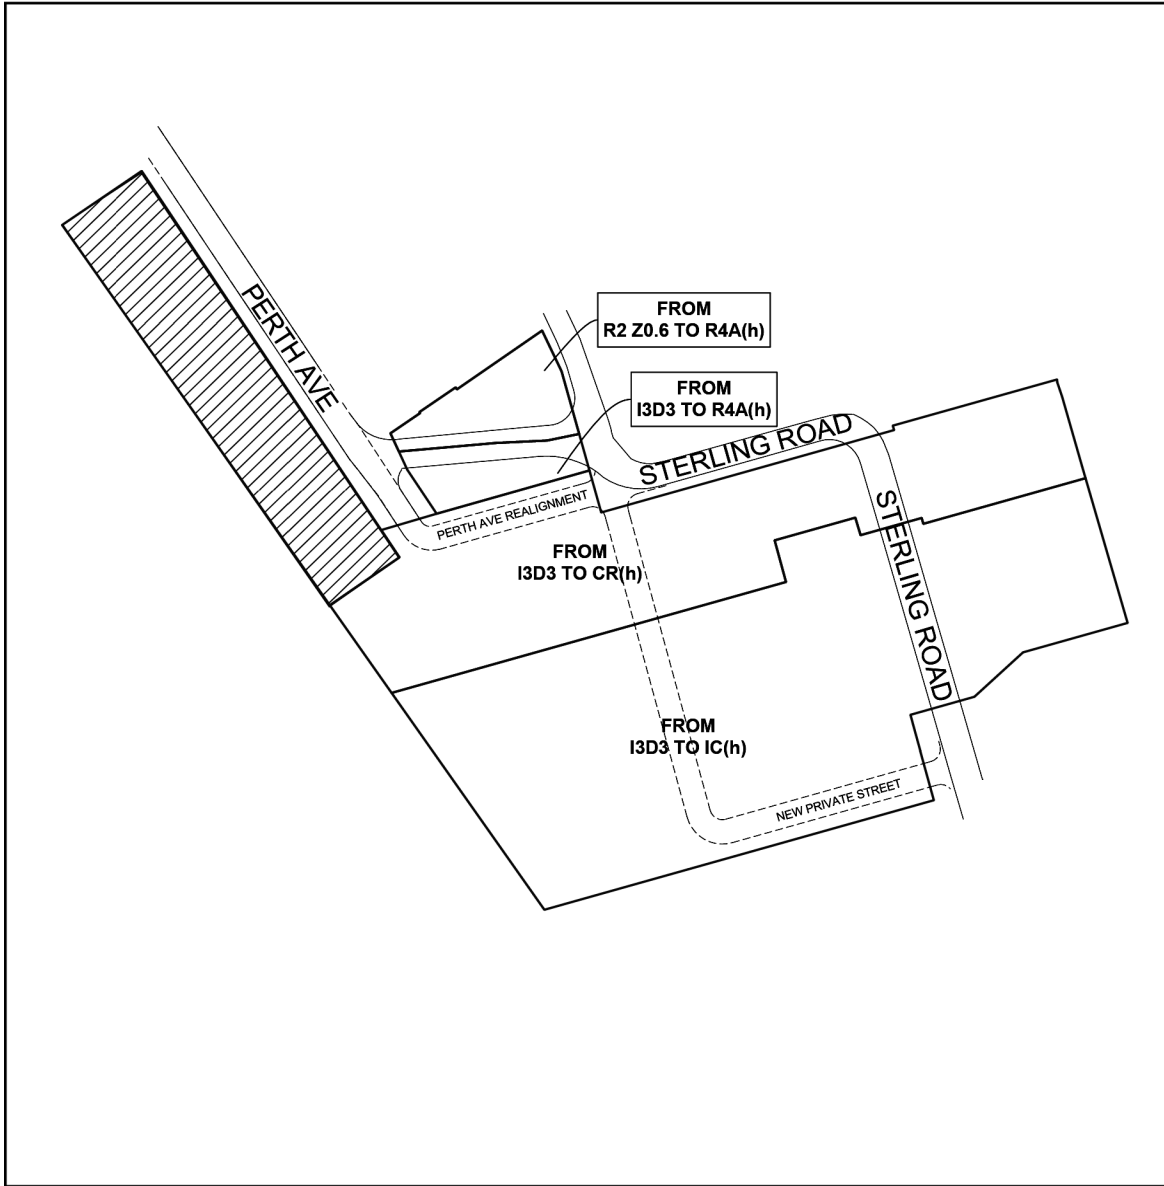 PERTH AVE
FROM
R2 Z0.6 TO R4A(h)
FROM
I3D3 TO R4A(h)
STERLING ROAD
PERTH AVE REALIGNMENT
STERLING ROAD
FROM
I3D3 TO CR(h)
FROM
I3D3 TO IC(h)
NEW PRIVATE STREET